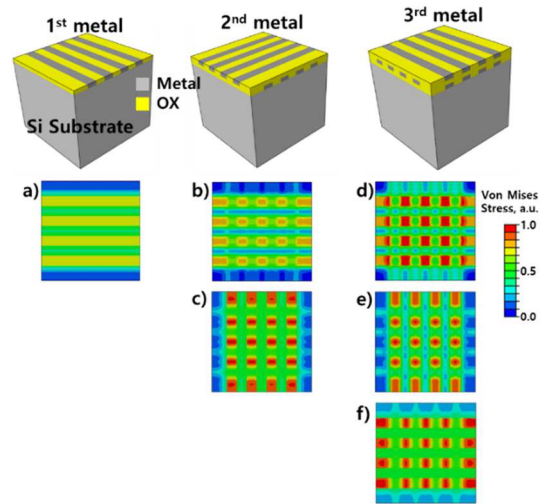 1st metal
2nd metal
3rd metal
Metal
OX
Si Substrate
a)
b)
d)
Von Mises
Stress, a.u.
1.0
0.5
0.0
c)
e)
f)